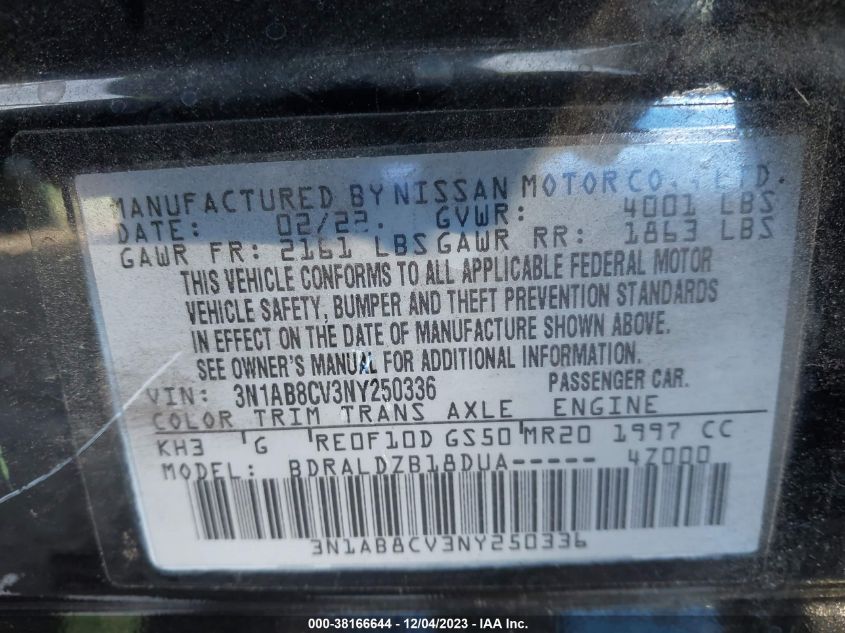 MANUFACTURED BY NISSAN MOTOR CO., LTD.
DATE: 02/22. GVWR: 4001 LBS
GAWR FR: 2161 LBS GAWR RR: 1863 LBS
THIS VEHICLE CONFORMS TO ALL APPLICABLE FEDERAL MOTOR
VEHICLE SAFETY, BUMPER AND THEFT PREVENTION STANDARDS
IN EFFECT ON THE DATE OF MANUFACTURE SHOWN ABOVE.
SEE OWNER'S MANUAL FOR ADDITIONAL INFORMATION.
VIN: 3N1AB8CV3NY250336 PASSENGER CAR.
COLOR TRIM TRANS AXLE ENGINE
KH3 G RE0F10D GS50 MR20 1997 CC
MODEL: BDRALDZB18DUA----- 4Z000
3N1AB8CV3NY250336
000-38166644 - 12/04/2023 - IAA Inc.